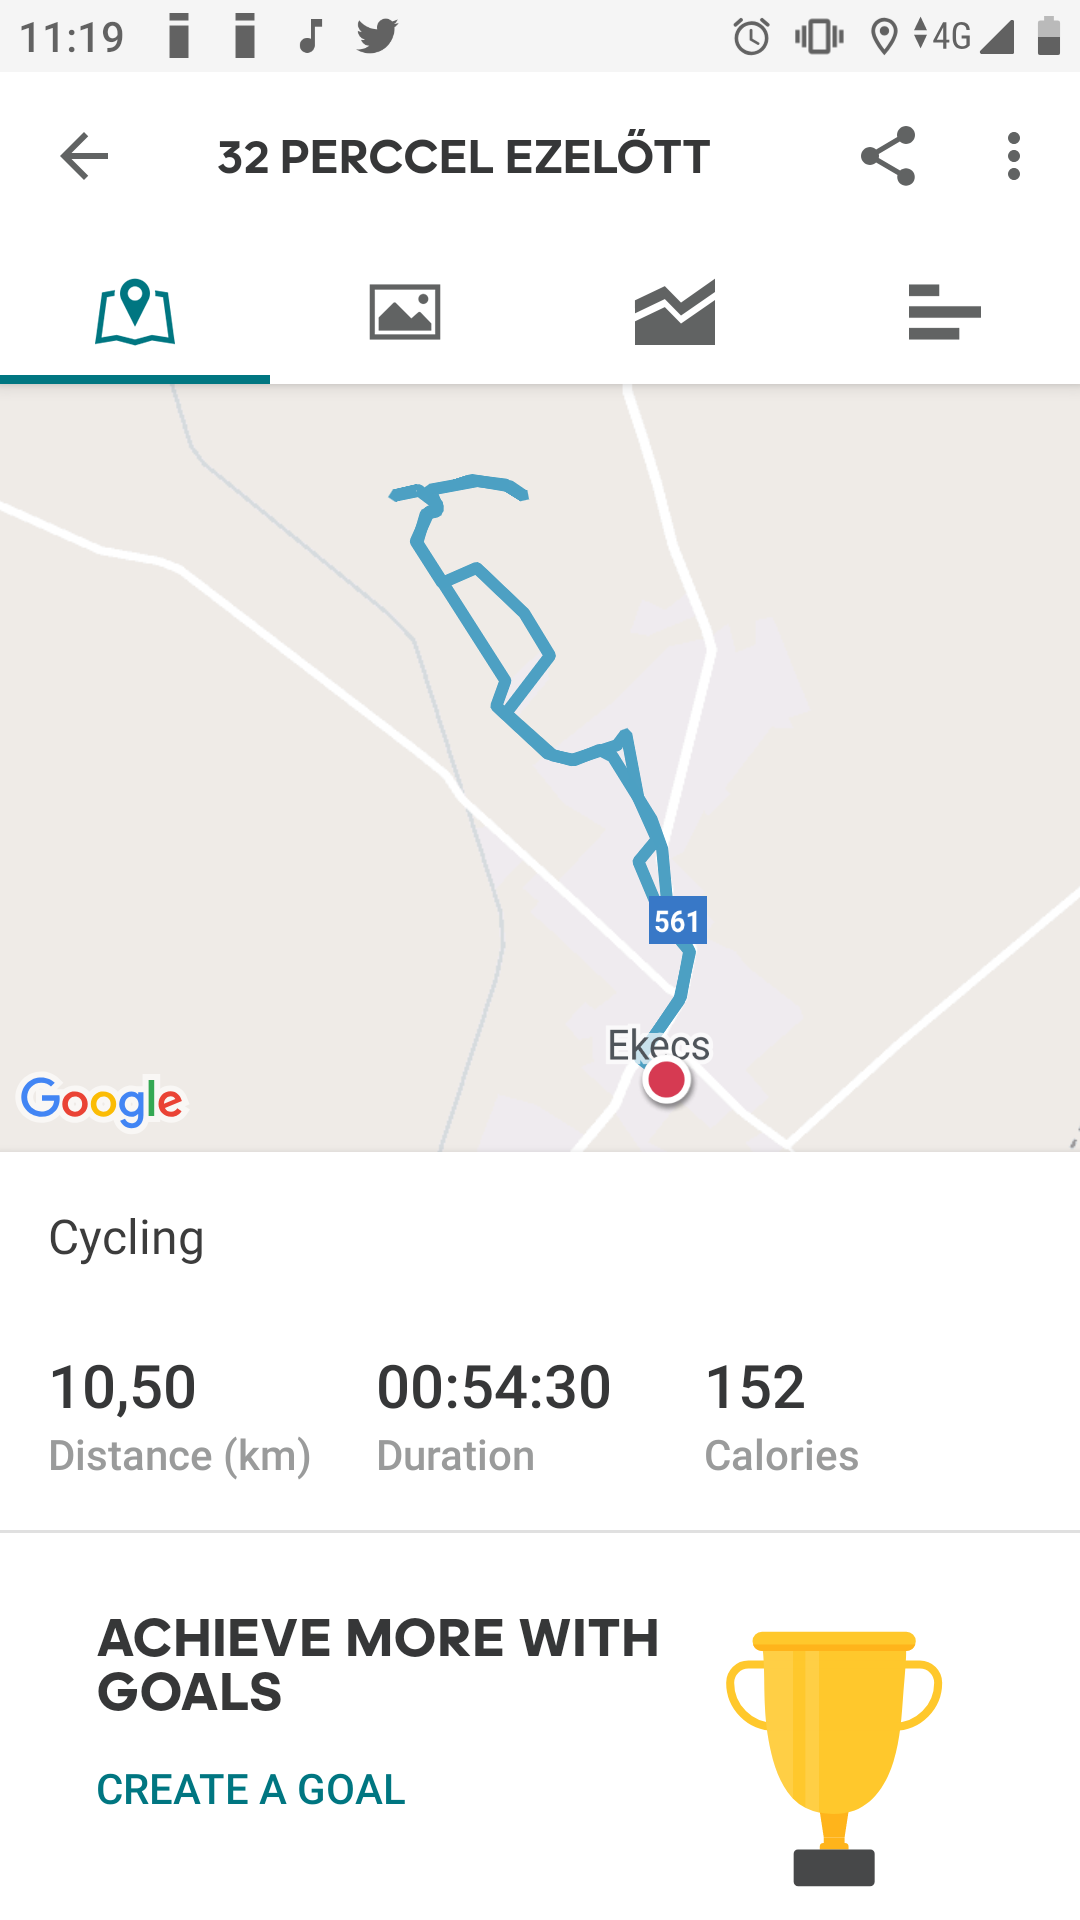 11:19 4G
32 PERCCEL EZELŐTT
561
Ekecs
Google
Cycling
10,50 00:54:30 152
Distance (km) Duration Calories
ACHIEVE MORE WITH
GOALS
CREATE A GOAL